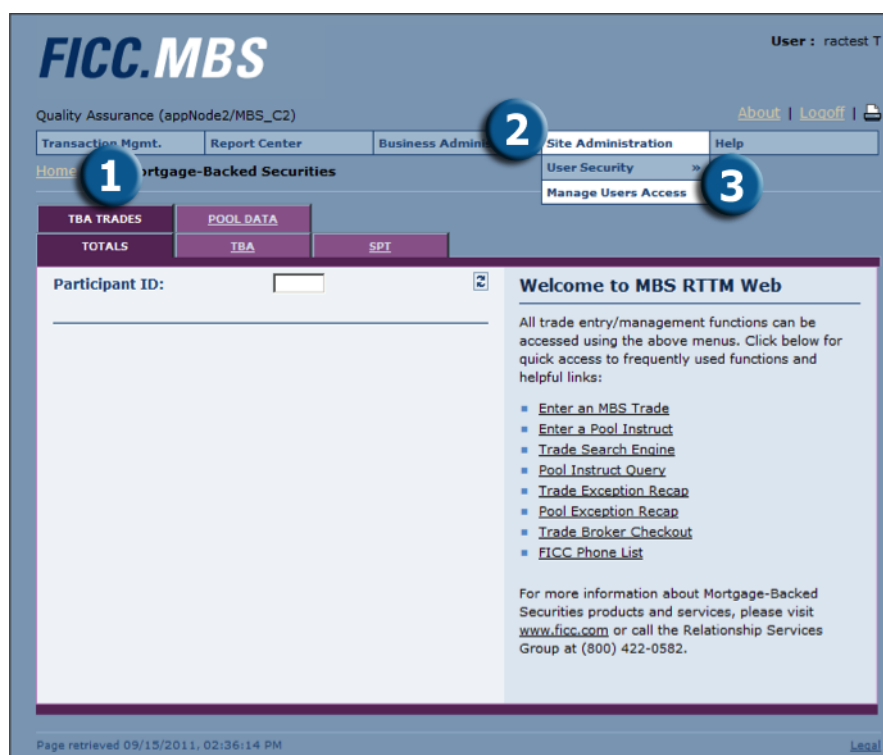 FICC.MBS
User : ractest T
Quality Assurance (appNode2/MBS_C2)
About | Logoff |
Transaction Mgmt. Report Center Business Adminis Site Administration Help
2
Home 1 rtgage-Backed Securities
User Security »
Manage Users Access
3
TBA TRADES POOL DATA
TOTALS TBA SPT
Participant ID:
Welcome to MBS RTTM Web
All trade entry/management functions can be
accessed using the above menus. Click below for
quick access to frequently used functions and
helpful links:
Enter an MBS Trade
Enter a Pool Instruct
Trade Search Engine
Pool Instruct Query
Trade Exception Recap
Pool Exception Recap
Trade Broker Checkout
FICC Phone List
For more information about Mortgage-Backed
Securities products and services, please visit
www.ficc.com or call the Relationship Services
Group at (800) 422-0582.
Page retrieved 09/15/2011, 02:36:14 PM
Legal